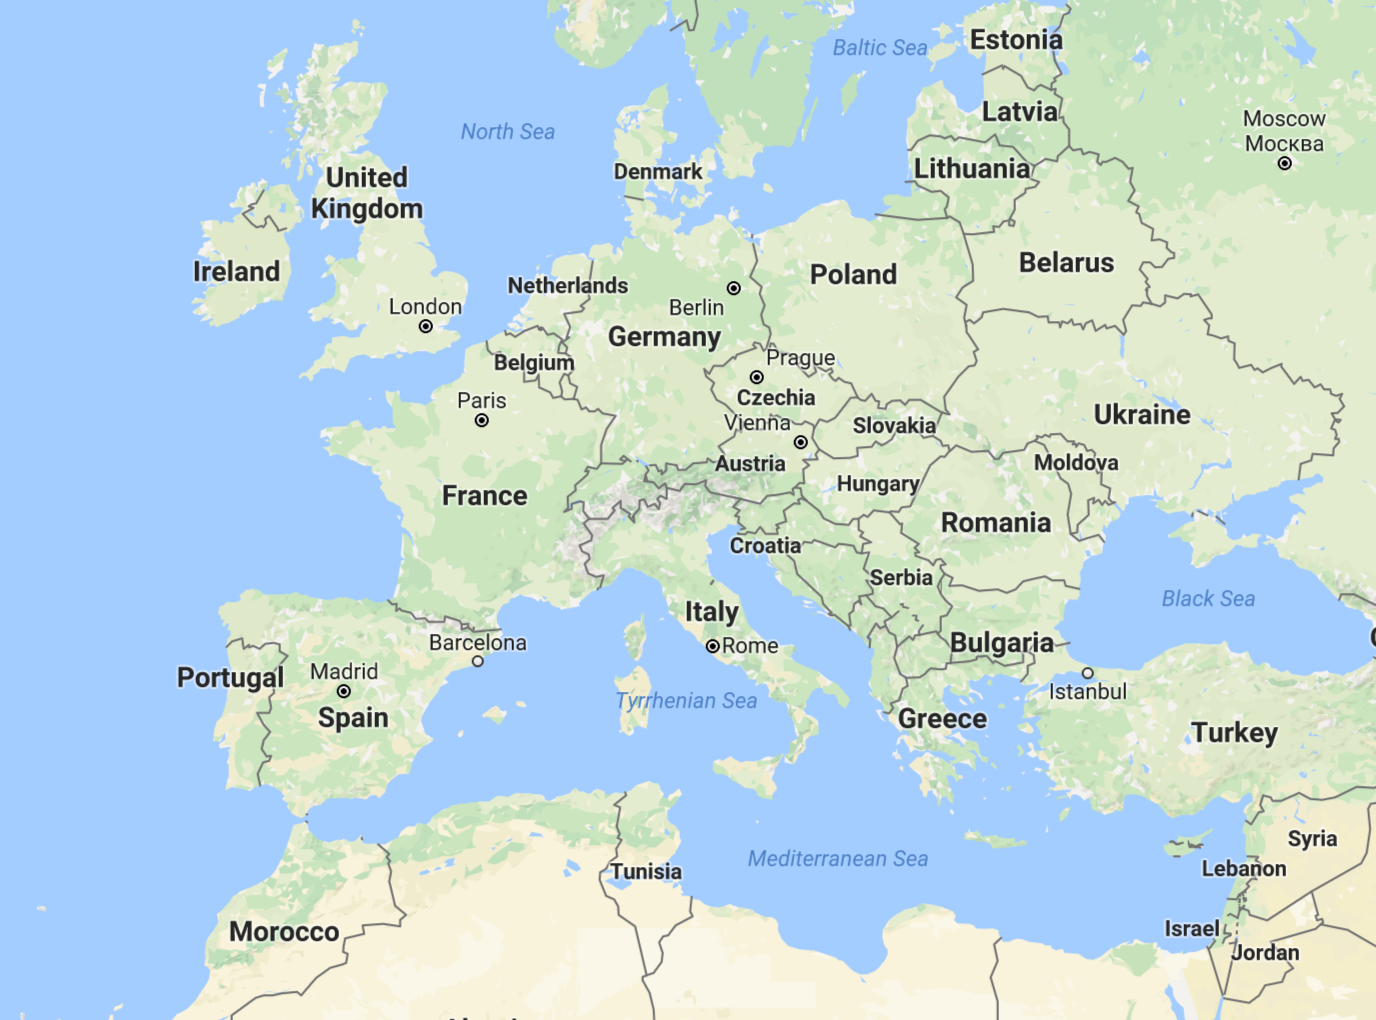 Baltic Sea
Estonia
Latvia
Moscow
Москва
North Sea
Denmark
Lithuania
United
Kingdom
Ireland
Netherlands
Poland
Belarus
London
Berlin
Germany
Belgium
Prague
Czechia
Paris
Vienna
Slovakia
Ukraine
Austria
Moldova
France
Hungary
Romania
Croatia
Serbia
Black Sea
Italy
Barcelona
Rome
Bulgaria
Portugal
Madrid
Istanbul
Tyrrhenian Sea
Spain
Greece
Turkey
Syria
Mediterranean Sea
Lebanon
Tunisia
Morocco
Israel
Jordan